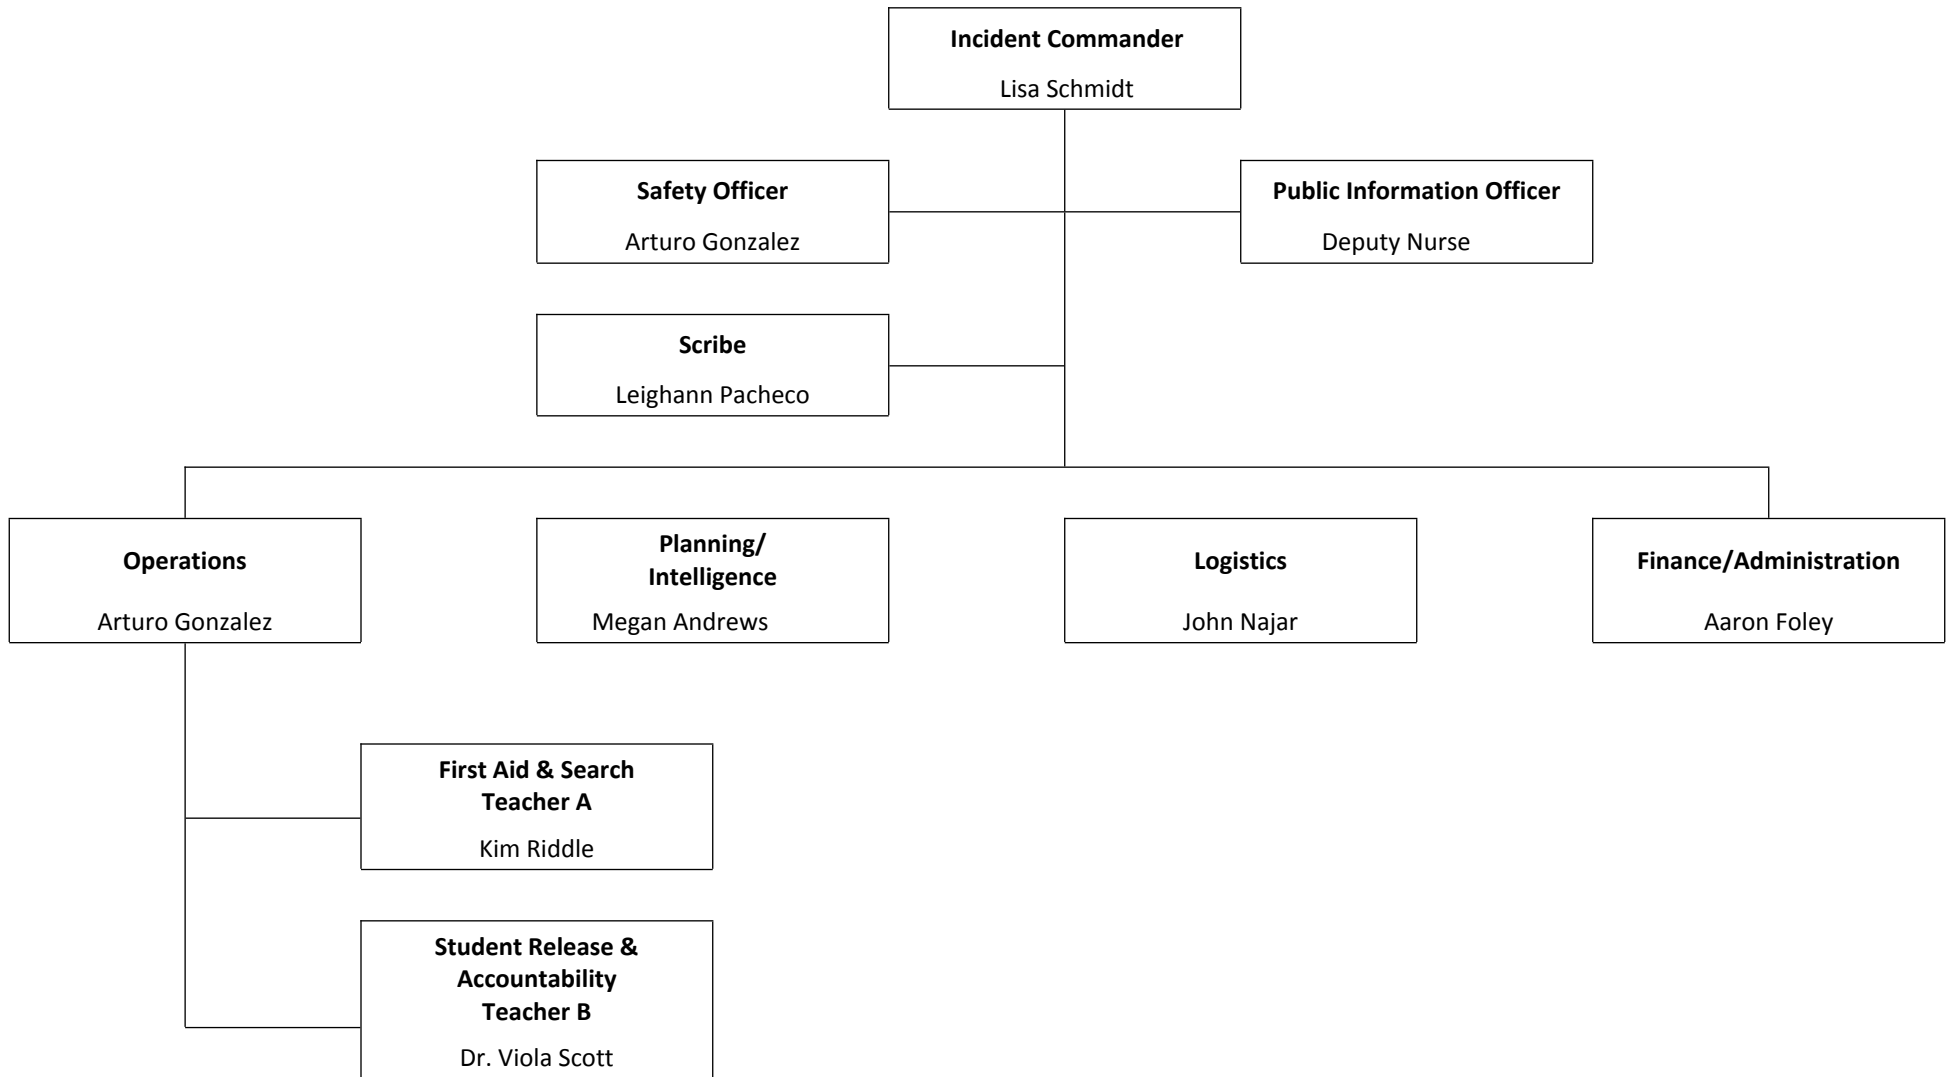 Incident Commander
Lisa Schmidt
Safety Officer
Arturo Gonzalez
Public Information Officer
Deputy Nurse
Scribe
Leighann Pacheco
Operations
Arturo Gonzalez
Planning/
Intelligence
Megan Andrews
Logistics
John Najar
Finance/Administration
Aaron Foley
First Aid & Search
Teacher A
Kim Riddle
Student Release &
Accountability
Teacher B
Dr. Viola Scott